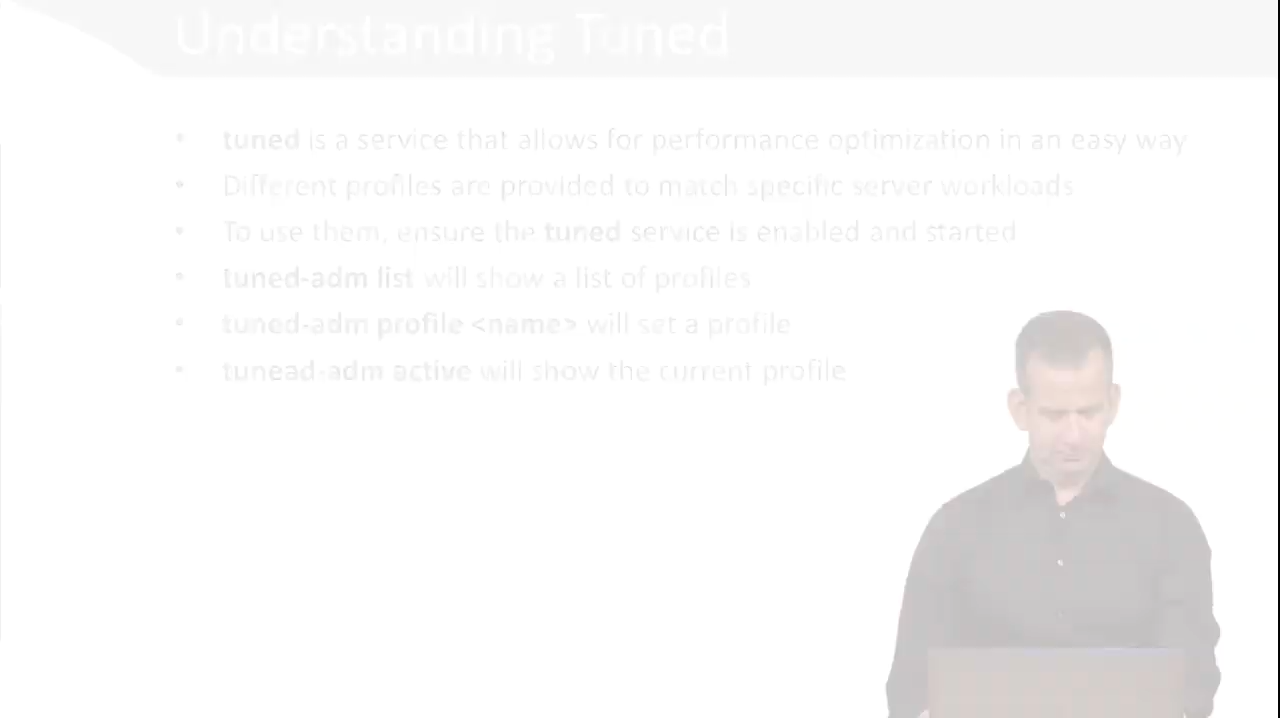 Understanding Tuned
• tuned is a service that allows for performance optimization in an easy way
• Different profiles are provided to match specific server workloads
• To use them, ensure the tuned service is enabled and started
• tuned-adm list will show a list of profiles
• tuned-adm profile <name> will set a profile
• tunead-adm active will show the current profile